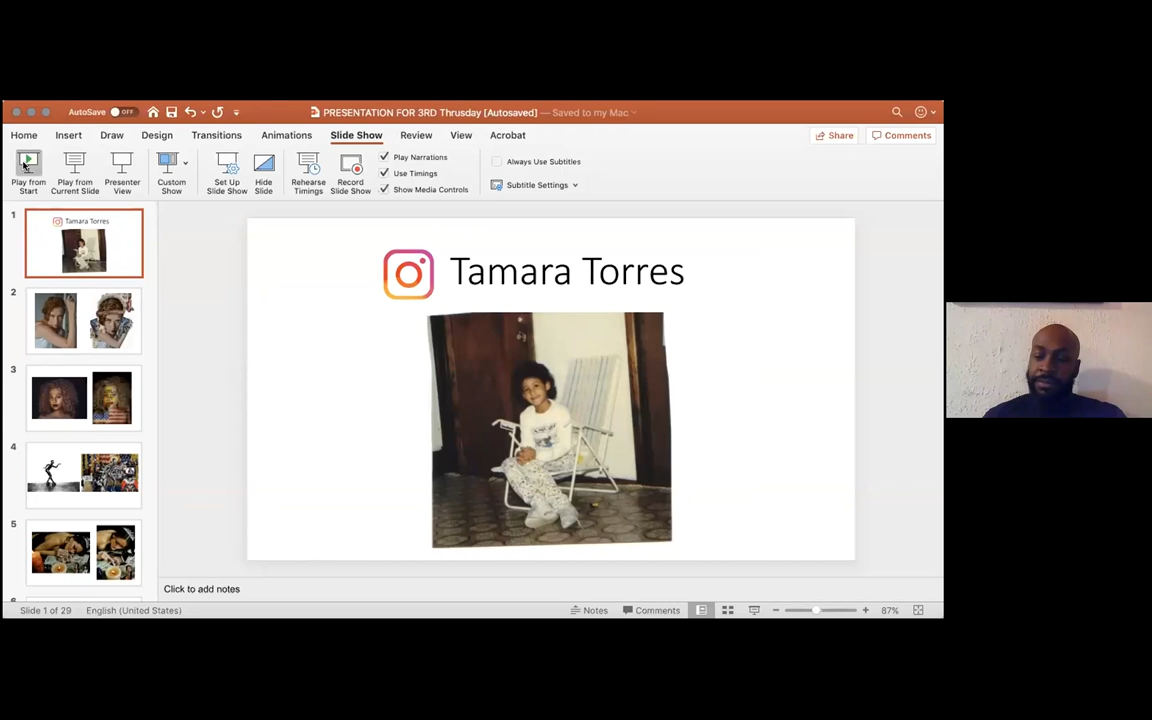 AutoSave OFF PRESENTATION FOR 3RD Thrusday [Autosaved] — Saved to my Mac
Home Insert Draw Design Transitions Animations Slide Show Review View Acrobat Share Comments
Play from Start
Play from Current Slide
Presenter View
Custom Show
Set Up Slide Show
Hide Slide
Rehearse Timings
Record Slide Show
Play Narrations
Use Timings
Show Media Controls
Always Use Subtitles
Subtitle Settings
1
Tamara Torres
2
3
4
5
Tamara Torres
Click to add notes
Slide 1 of 29 English (United States) Notes Comments 87%